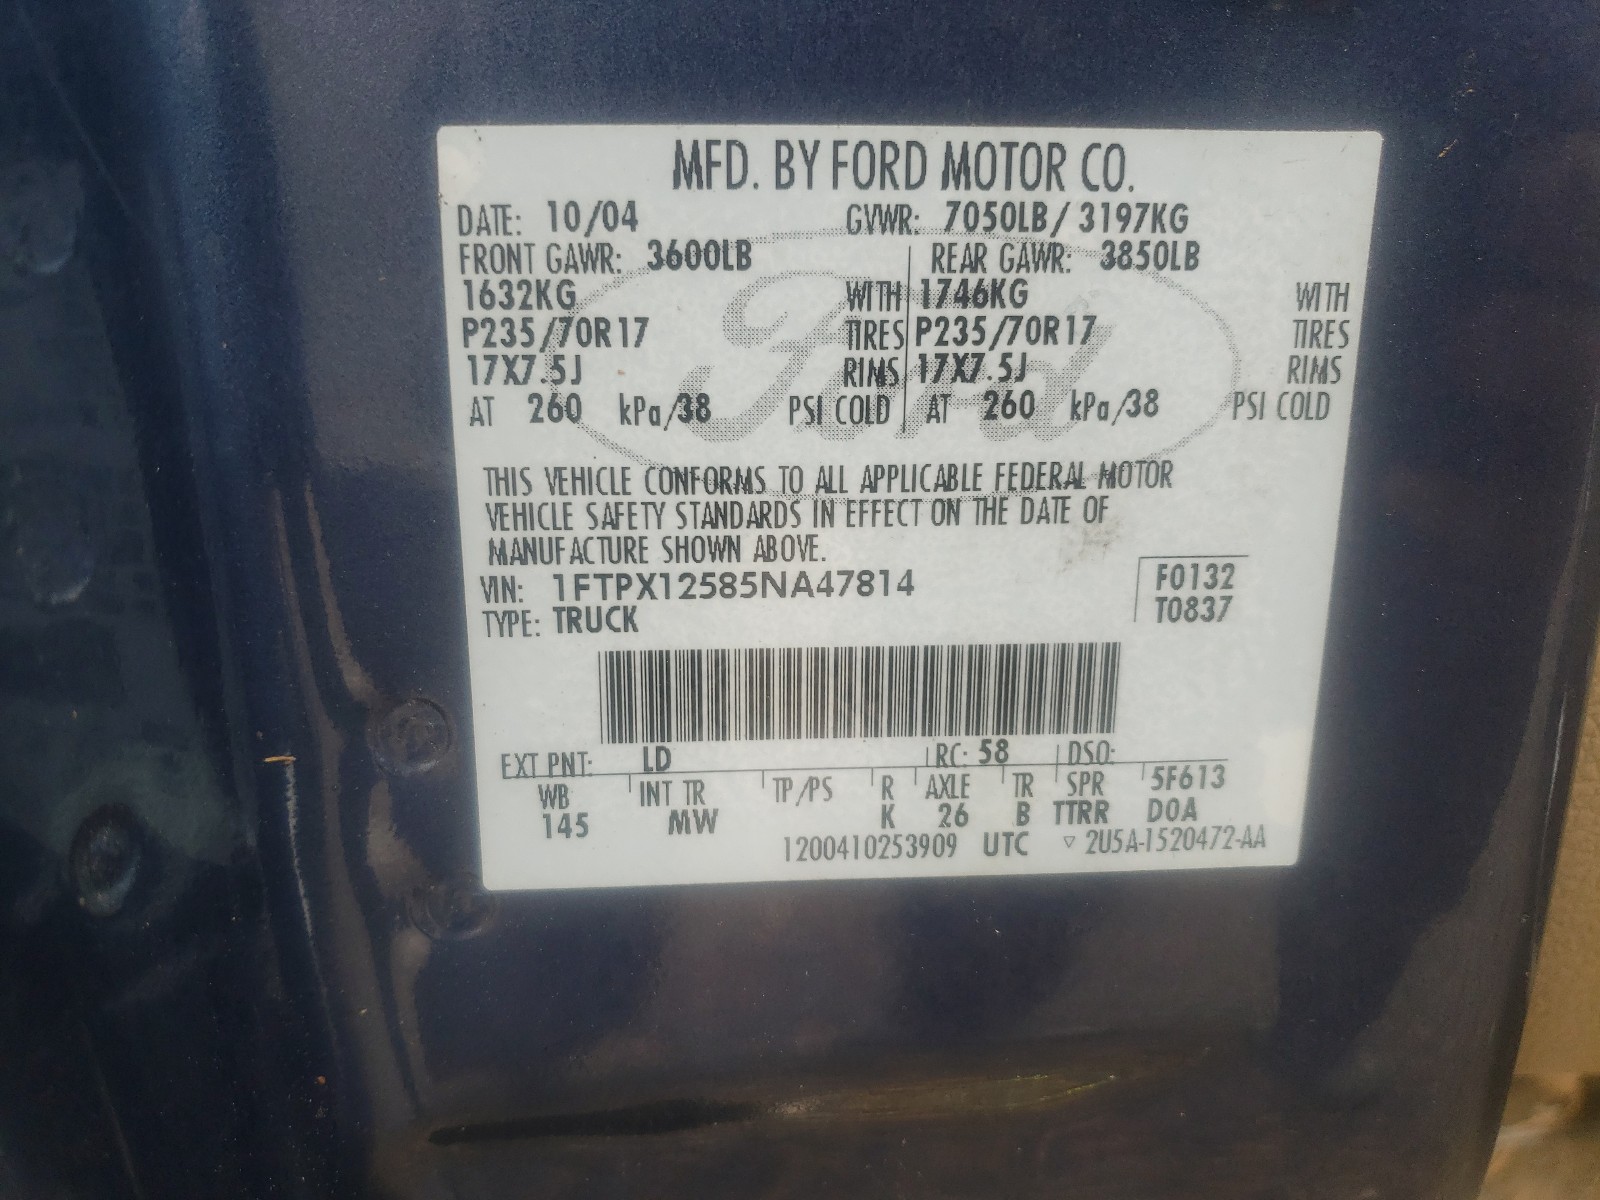 MFD. BY FORD MOTOR CO.
DATE: 10/04 GVWR: 7050LB/ 3197KG
FRONT GAWR: 3600LB REAR GAWR: 3850LB
1632KG WITH 1746KG WITH
P235/70R17 TIRES P235/70R17 TIRES
17X7.5J RIMS 17X7.5J RIMS
AT 260 kPa/38 PSI COLD AT 260 kPa/38 PSI COLD
Ford
THIS VEHICLE CONFORMS TO ALL APPLICABLE FEDERAL MOTOR
VEHICLE SAFETY STANDARDS IN EFFECT ON THE DATE OF
MANUFACTURE SHOWN ABOVE.
VIN: 1FTPX12585NA47814 F0132
TYPE: TRUCK T0837
EXT PNT: LD RC: 58 DSO:
WB INT TR TP/PS R AXLE TR SPR 5F613
145 MW K 26 B TTRR DOA
1200410253909 UTC ▽ 2U5A-1520472-AA